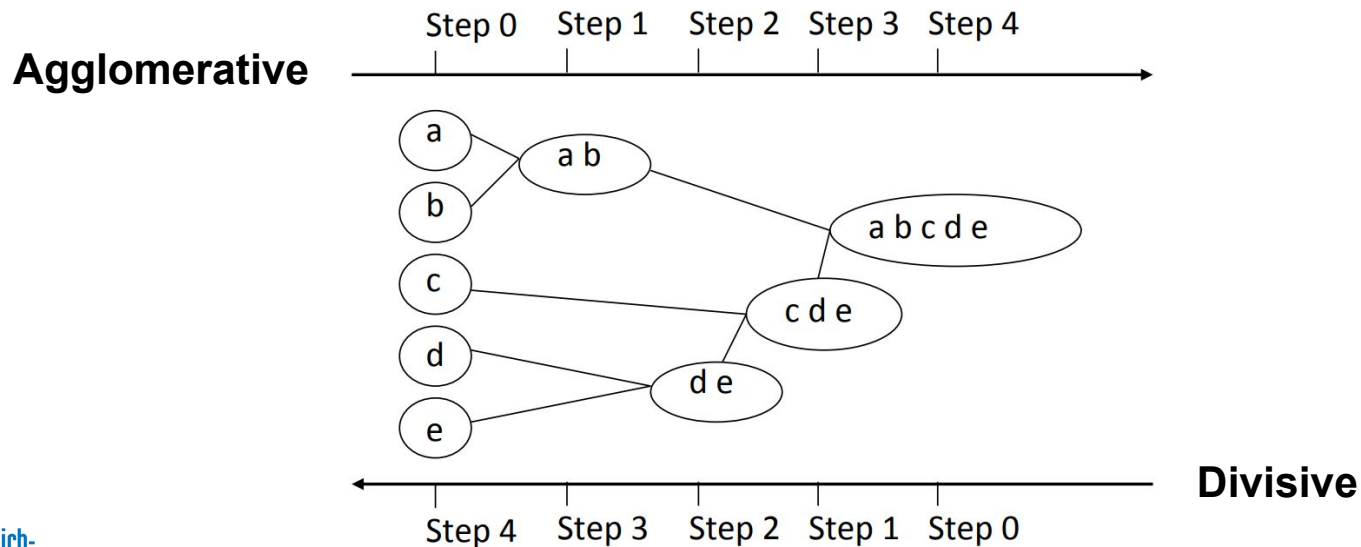 Step 0 Step 1 Step 2 Step 3 Step 4
Agglomerative
a
a b
b
a b c d e
c
c d e
d
d e
e
Divisive
Step 4 Step 3 Step 2 Step 1 Step 0